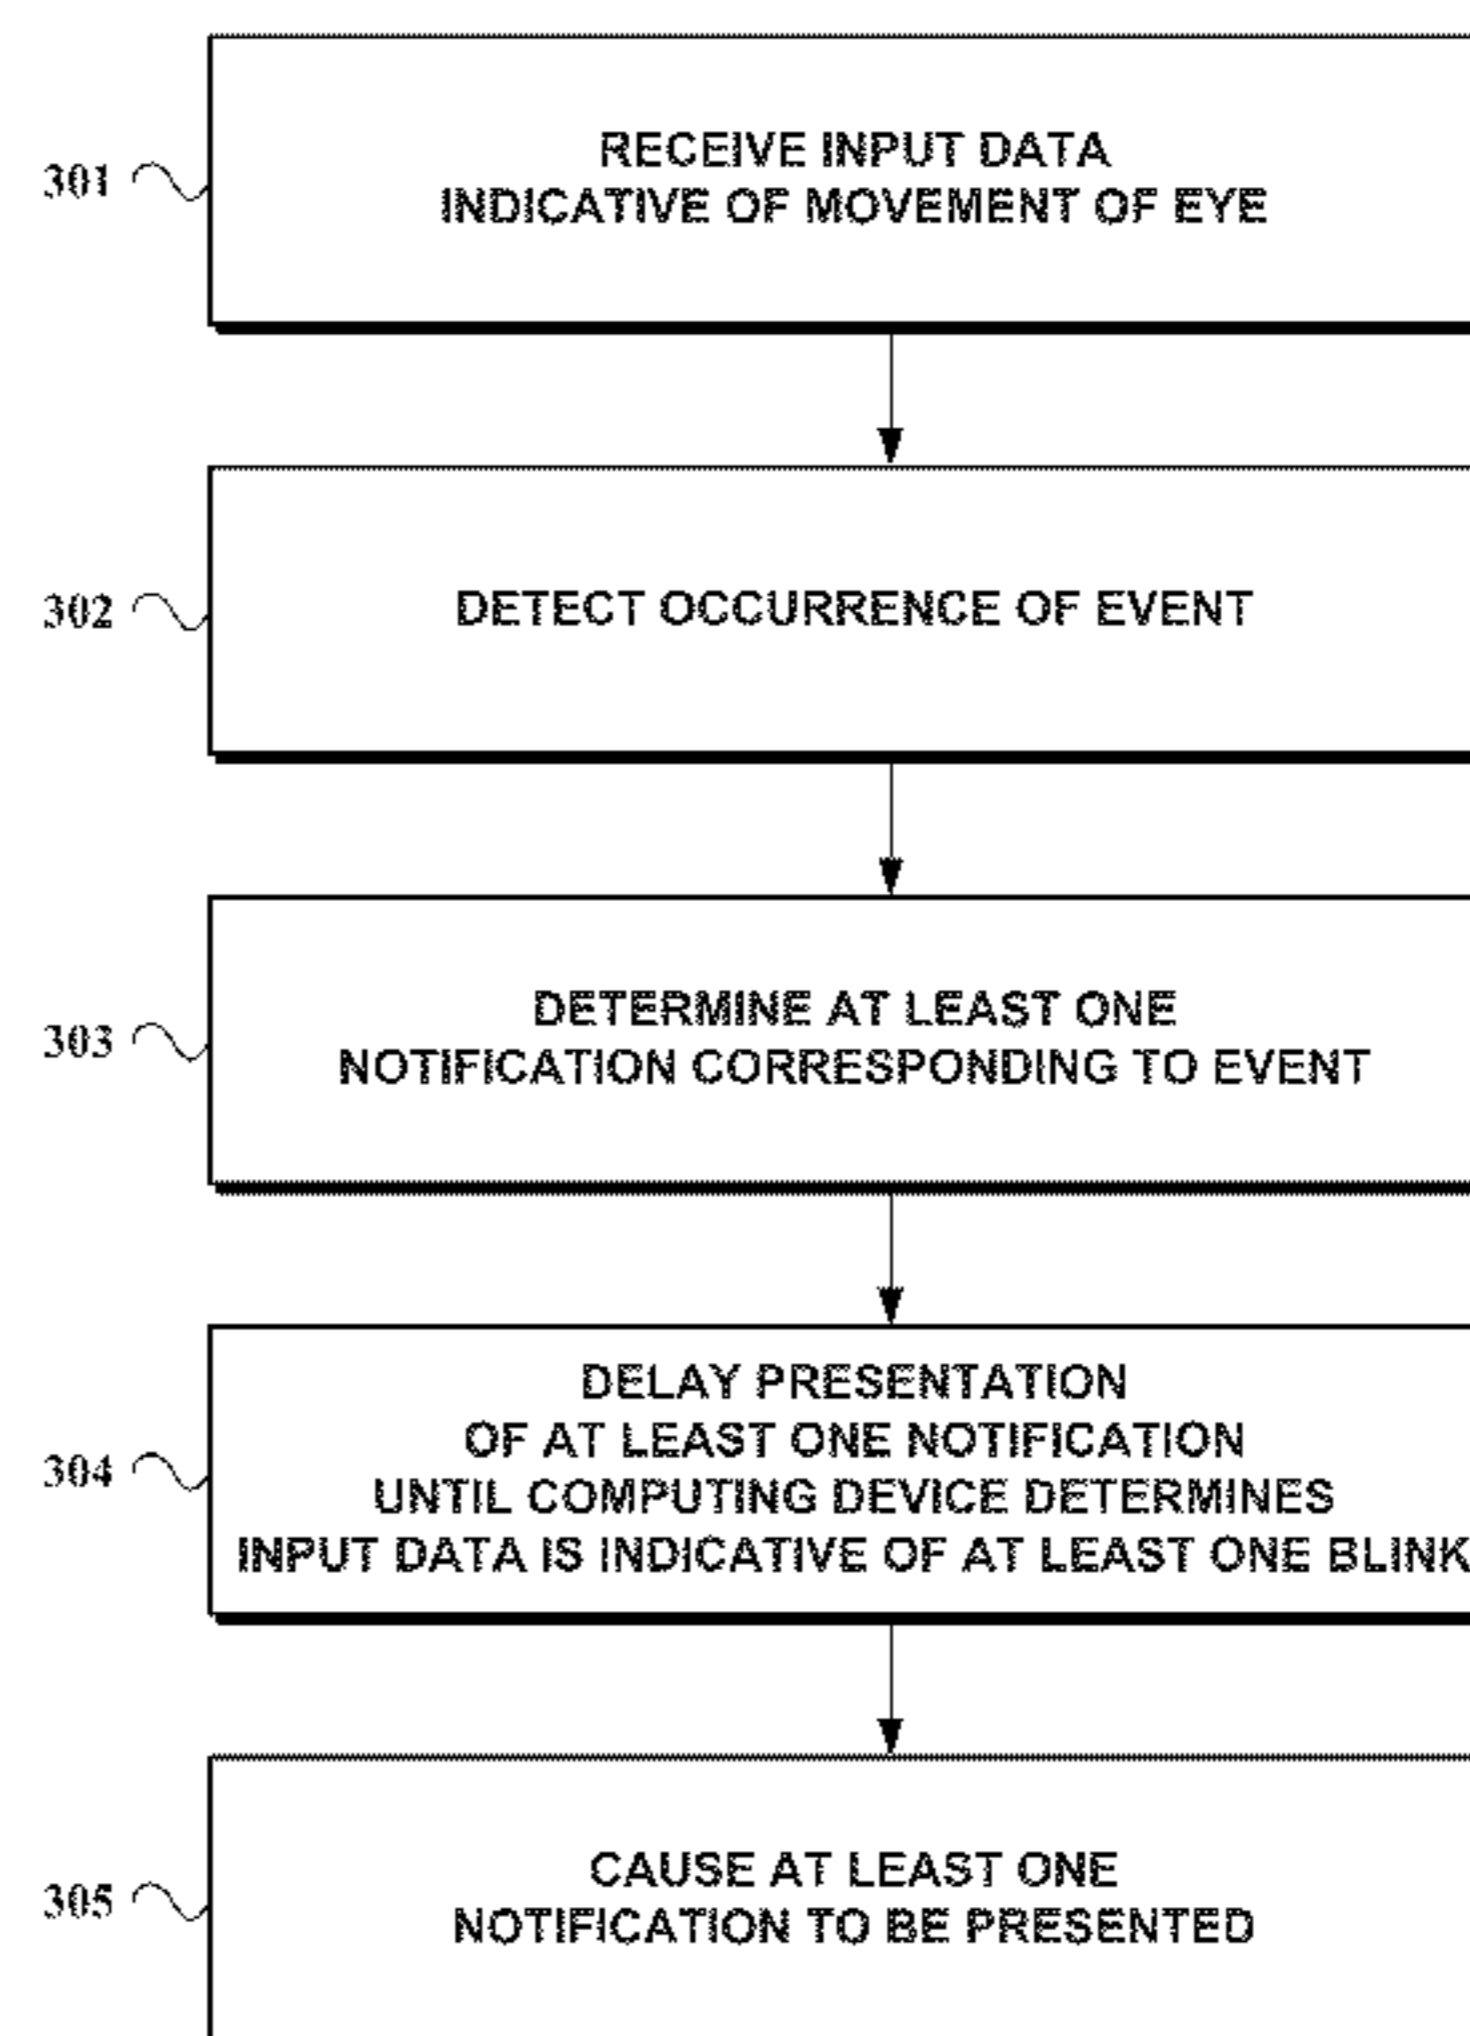 301
RECEIVE INPUT DATA
INDICATIVE OF MOVEMENT OF EYE
302
DETECT OCCURRENCE OF EVENT
303
DETERMINE AT LEAST ONE
NOTIFICATION CORRESPONDING TO EVENT
304
DELAY PRESENTATION
OF AT LEAST ONE NOTIFICATION
UNTIL COMPUTING DEVICE DETERMINES
INPUT DATA IS INDICATIVE OF AT LEAST ONE BLINK
305
CAUSE AT LEAST ONE
NOTIFICATION TO BE PRESENTED